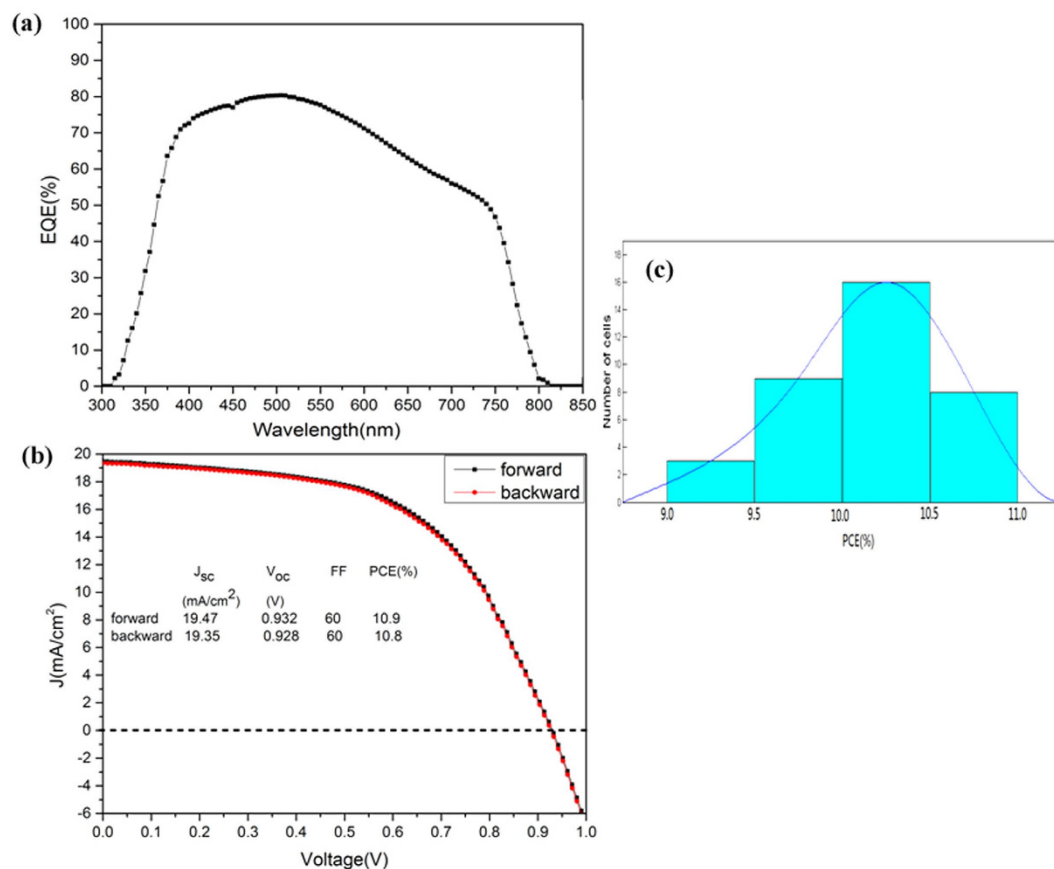 (a)
100
90
80
70
60
50
40
30
20
10
0
EQE(%)
300 350 400 450 500 550 600 650 700 750 800 850
Wavelength(nm)
(b)
20
18
16
14
12
10
8
6
4
2
0
-2
-4
-6
J(mA/cm²)
forward
backward
Jsc Voc FF PCE(%)
(mA/cm²) (V)
forward 19.47 0.932 60 10.9
backward 19.35 0.928 60 10.8
0.0 0.1 0.2 0.3 0.4 0.5 0.6 0.7 0.8 0.9 1.0
Voltage(V)
(c)
Number of cells
9.0 9.5 10.0 10.5 11.0
PCE(%)